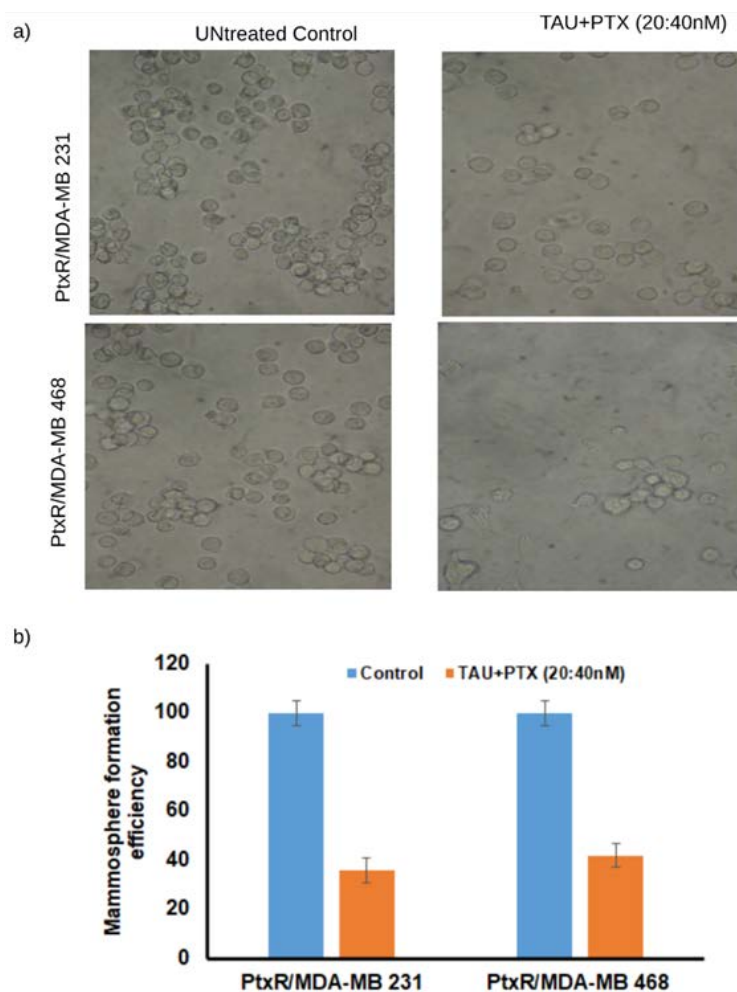 a)
UNtreated Control
TAU+PTX (20:40nM)
PtxR/MDA-MB 231
PtxR/MDA-MB 468
b)
120
100
80
60
40
20
0
Mammosphere formation
efficiency
Control
TAU+PTX (20:40nM)
PtxR/MDA-MB 231
PtxR/MDA-MB 468